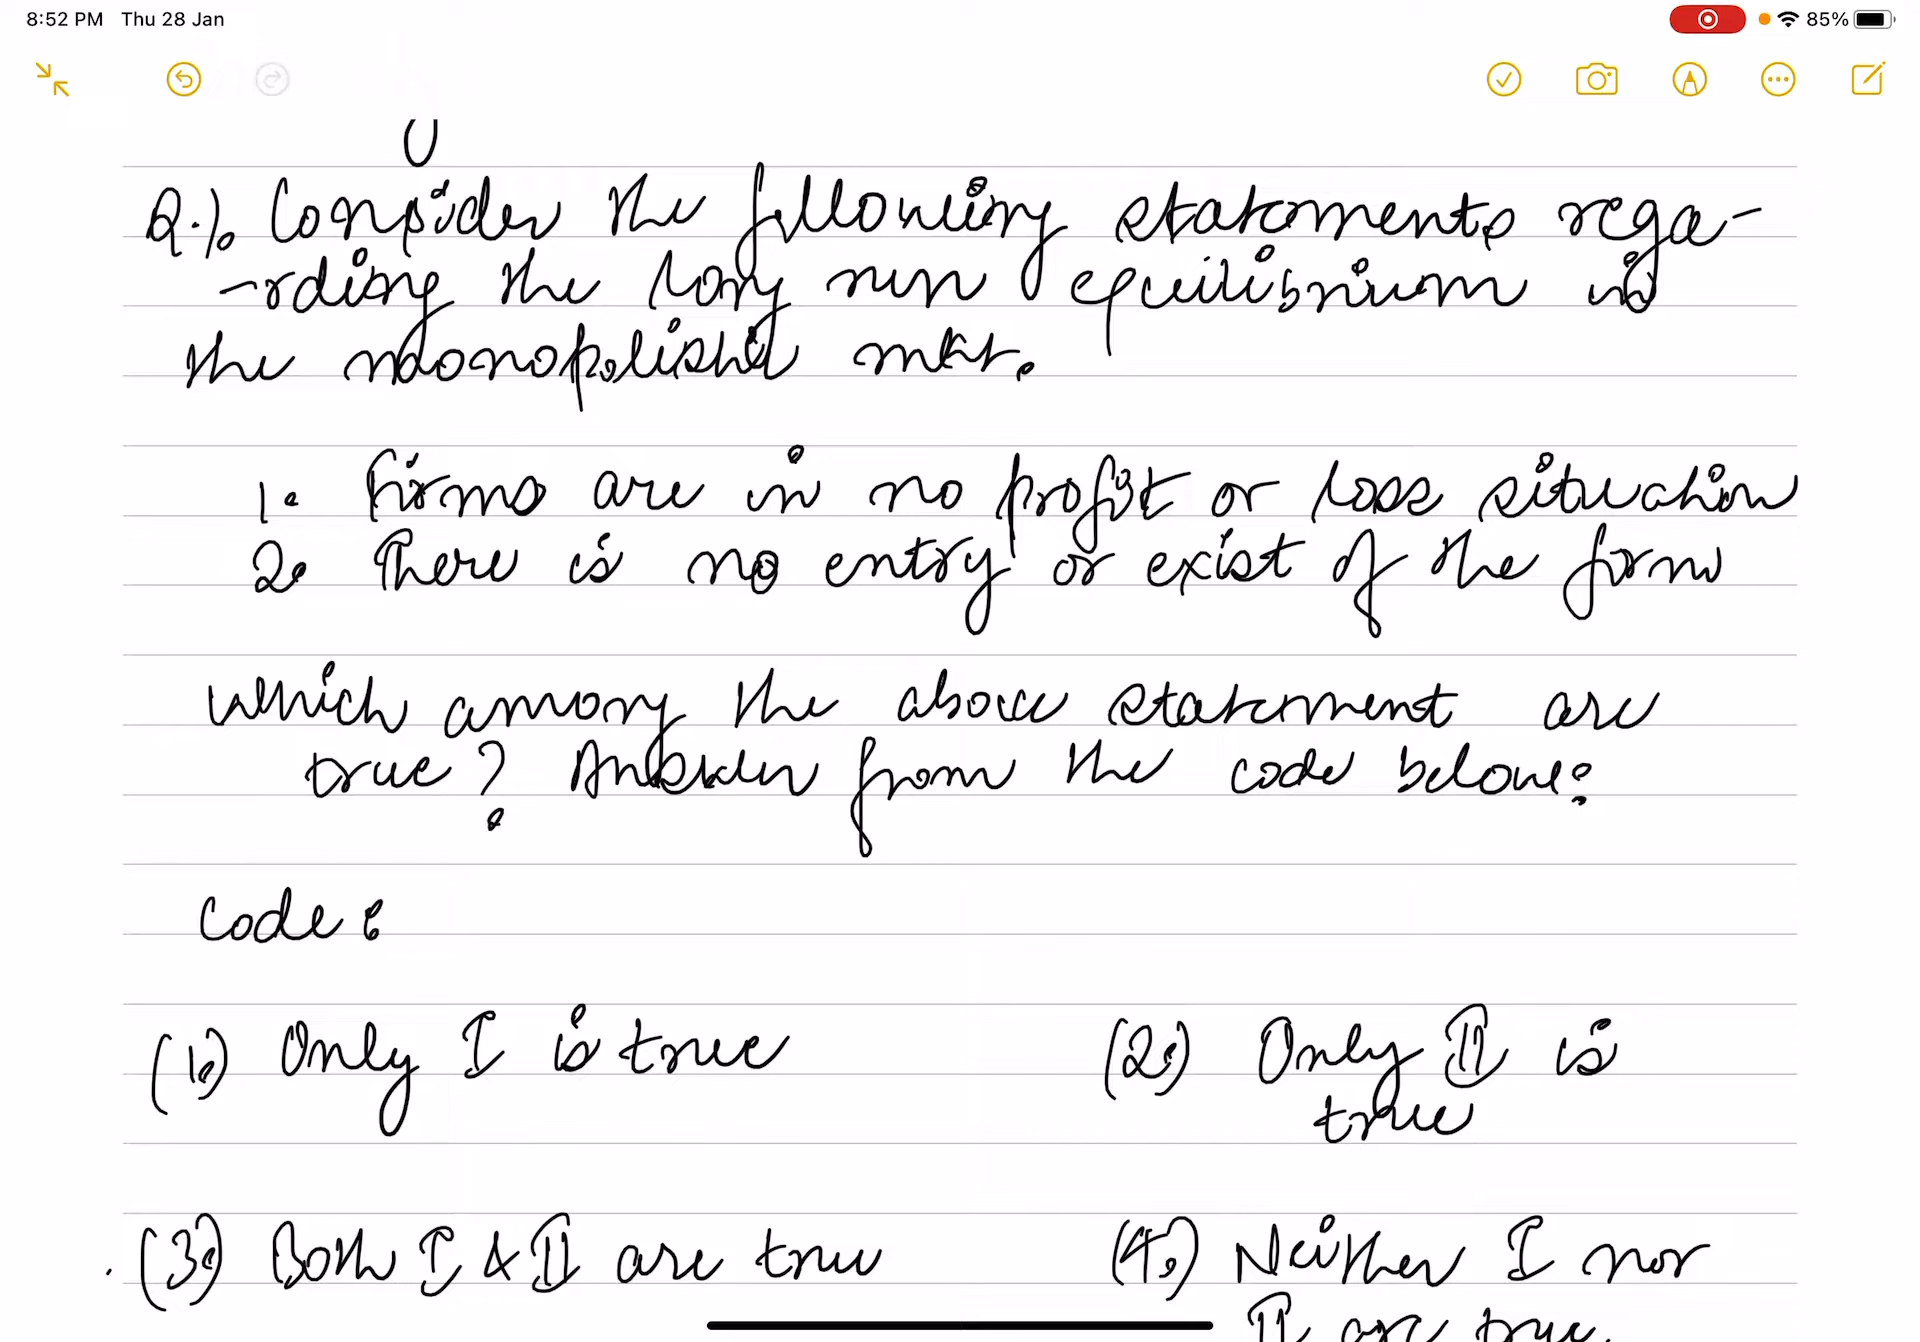 8:52 PM Thu 28 Jan
85%
Q.1. Consider the following statements rega-
-rding the long run equilibrium in
the monopolistic mkt.
1. Firms are in no profit or loss situation
2. There is no entry or exist of the firms
which among the above statement are
true? Answer from the code below:
Code:
(1.) Only I is true
(2.) Only II is
true
(3.) Both I & II are true
(4.) Neither I nor
II are true.